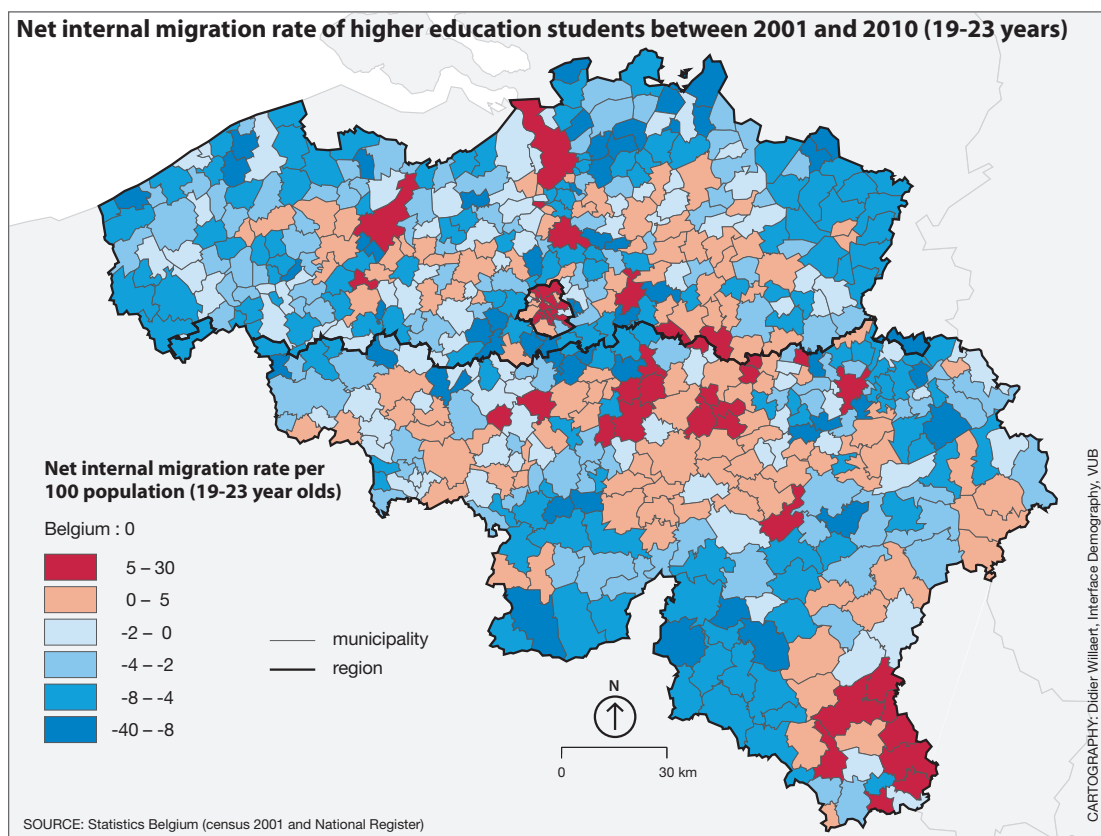 Net internal migration rate of higher education students between 2001 and 2010 (19-23 years)
Net internal migration rate per
100 population (19-23 year olds)
Belgium : 0
5 – 30
0 – 5
-2 – 0
-4 – -2
-8 – -4
-40 – -8
municipality
region
N
0 30 km
SOURCE: Statistics Belgium (census 2001 and National Register)
CARTOGRAPHY: Didier Willaert, Interface Demography, VUB